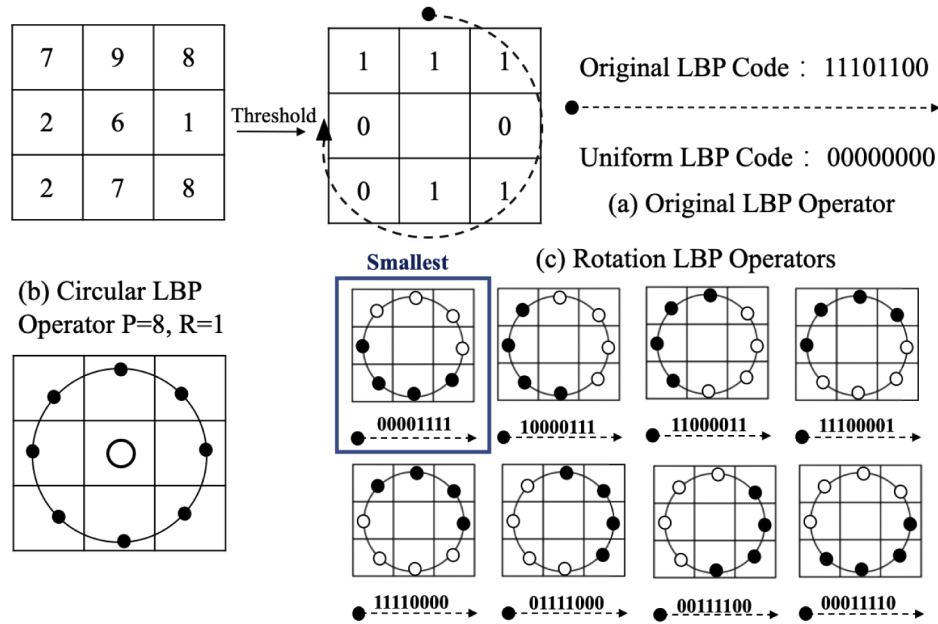 7 9 8
2 6 1
2 7 8
Threshold
1 1 1
0 0
0 1 1
Original LBP Code : 11101100
Uniform LBP Code : 00000000
(a) Original LBP Operator
(b) Circular LBP
Operator P=8, R=1
Smallest
(c) Rotation LBP Operators
00001111
10000111
11000011
11100001
11110000
01111000
00111100
00011110